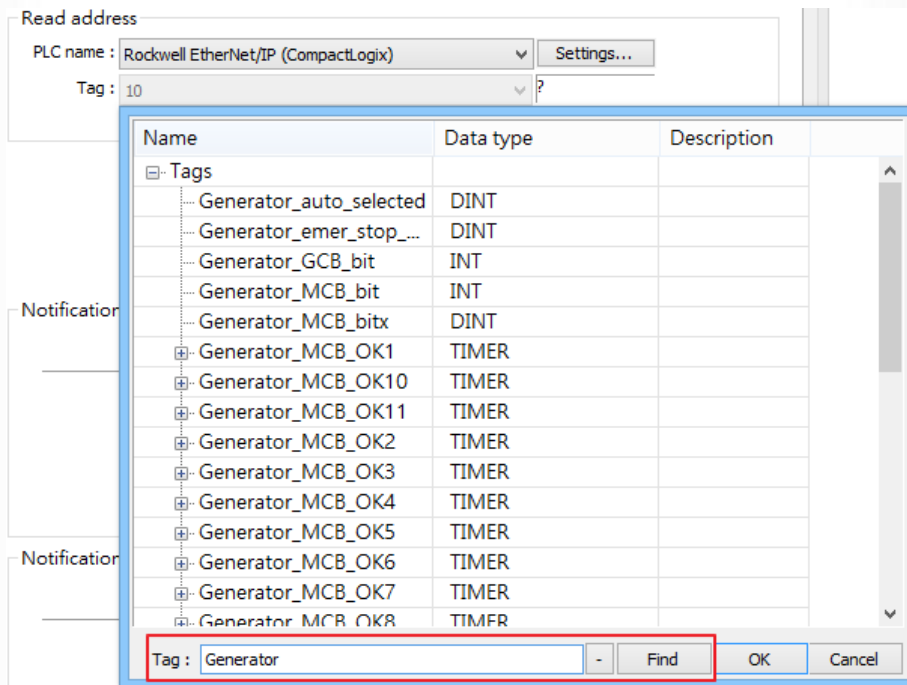 Read address
PLC name : Rockwell EtherNet/IP (CompactLogix) Settings...
Tag : 10 ?
Name Data type Description
Tags
Generator_auto_selected DINT
Generator_emer_stop_... DINT
Generator_GCB_bit INT
Generator_MCB_bit INT
Notification
Generator_MCB_bitx DINT
Generator_MCB_OK1 TIMER
Generator_MCB_OK10 TIMER
Generator_MCB_OK11 TIMER
Generator_MCB_OK2 TIMER
Generator_MCB_OK3 TIMER
Generator_MCB_OK4 TIMER
Generator_MCB_OK5 TIMER
Notification
Generator_MCB_OK6 TIMER
Generator_MCB_OK7 TIMER
Generator_MCB_OK8 TIMER
Tag : Generator - Find OK Cancel